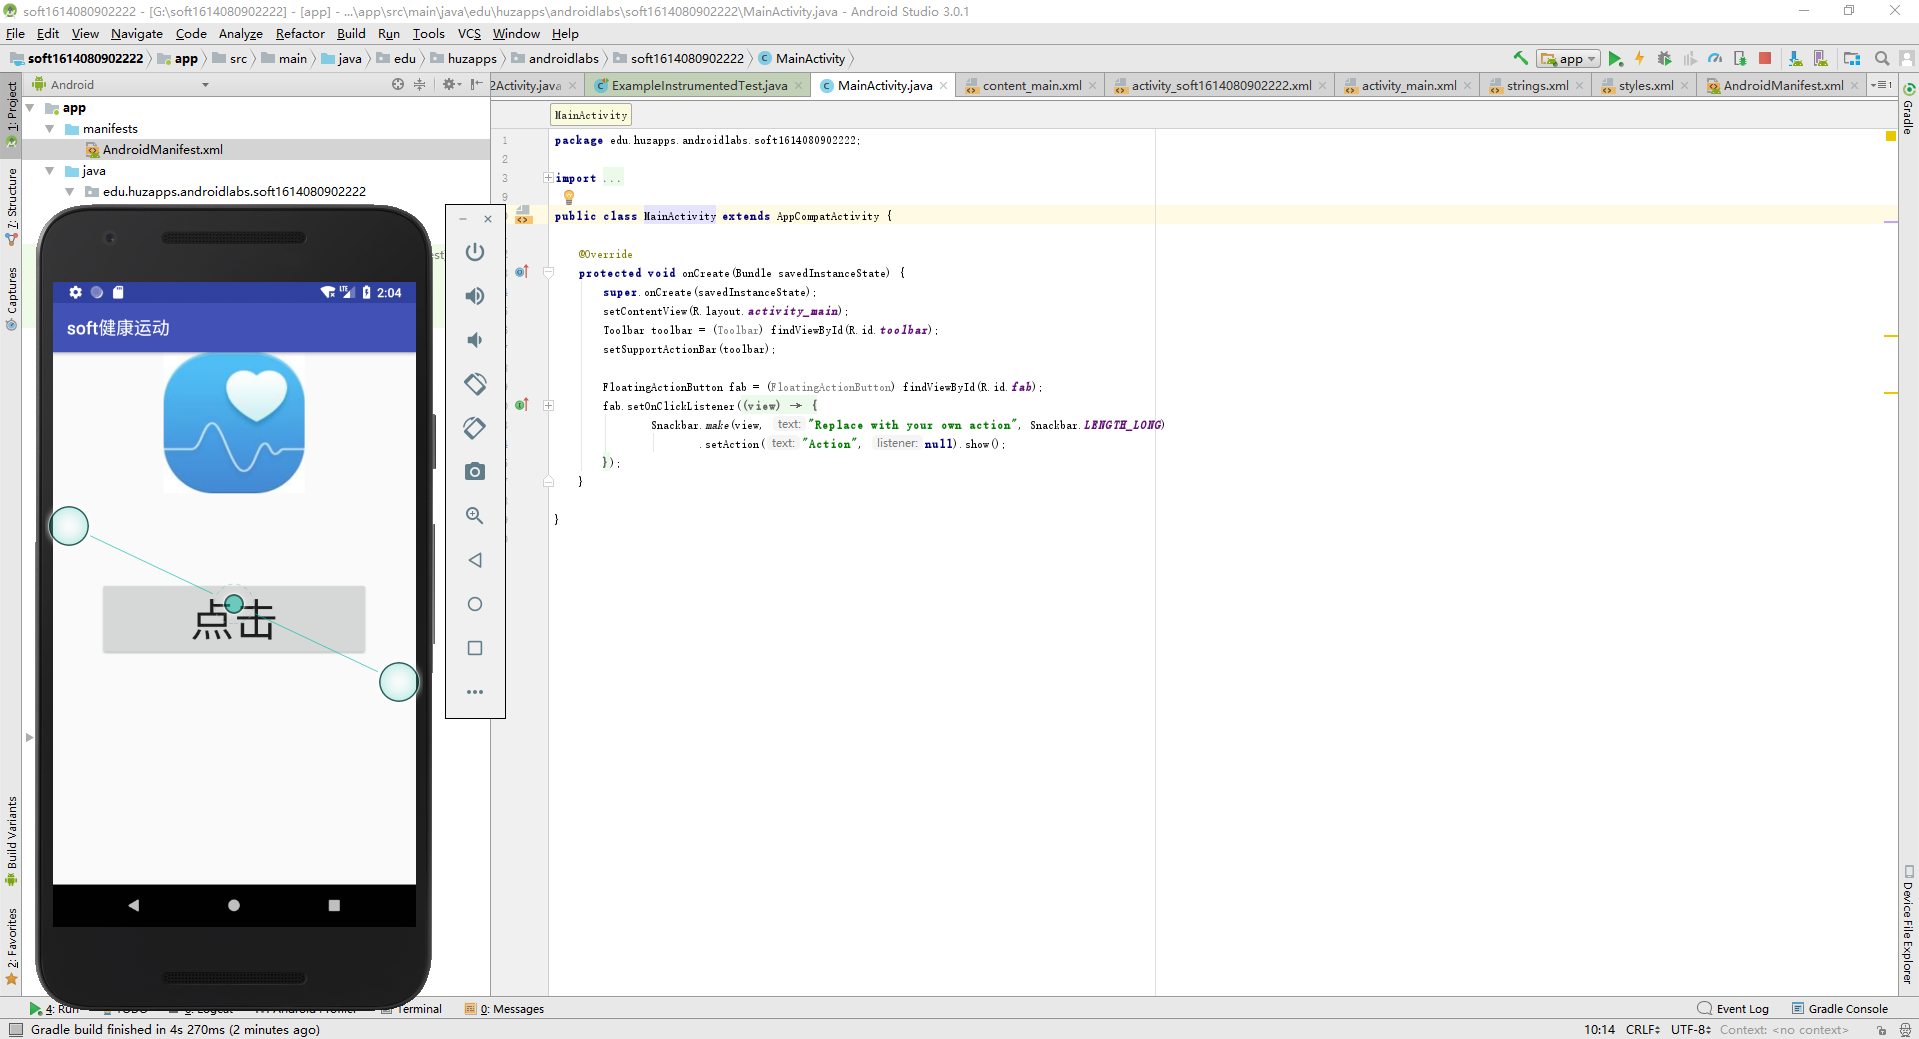 soft1614080902222 - [G:\soft1614080902222] - [app] - ...\app\src\main\java\edu\huzapps\androidlabs\soft1614080902222\MainActivity.java - Android Studio 3.0.1
File Edit View Navigate Code Analyze Refactor Build Run Tools VCS Window Help
soft1614080902222 app src main java edu huzapps androidlabs soft1614080902222 MainActivity app
Android 2Activity.java ExampleInstrumentedTest.java MainActivity.java content_main.xml activity_soft1614080902222.xml activity_main.xml strings.xml styles.xml AndroidManifest.xml
1: Project
7: Structure
Captures
Build Variants
2: Favorites
app
manifests
AndroidManifest.xml
java
edu.huzapps.androidlabs.soft1614080902222
2:04
soft健康运动
点击
MainActivity
1 package edu.huzapps.androidlabs.soft1614080902222;
2
3 import ...
9
public class MainActivity extends AppCompatActivity {
@Override
protected void onCreate(Bundle savedInstanceState) {
super.onCreate(savedInstanceState);
setContentView(R.layout.activity_main);
Toolbar toolbar = (Toolbar) findViewById(R.id.toolbar);
setSupportActionBar(toolbar);
FloatingActionButton fab = (FloatingActionButton) findViewById(R.id.fab);
fab.setOnClickListener((view) → {
Snackbar.make(view, text: "Replace with your own action", Snackbar.LENGTH_LONG)
.setAction( text: "Action", listener: null).show();
});
}
}
Gradle
Device File Explorer
4: Run Terminal 0: Messages Event Log Gradle Console
Gradle build finished in 4s 270ms (2 minutes ago) 10:14 CRLF UTF-8 Context: <no context>